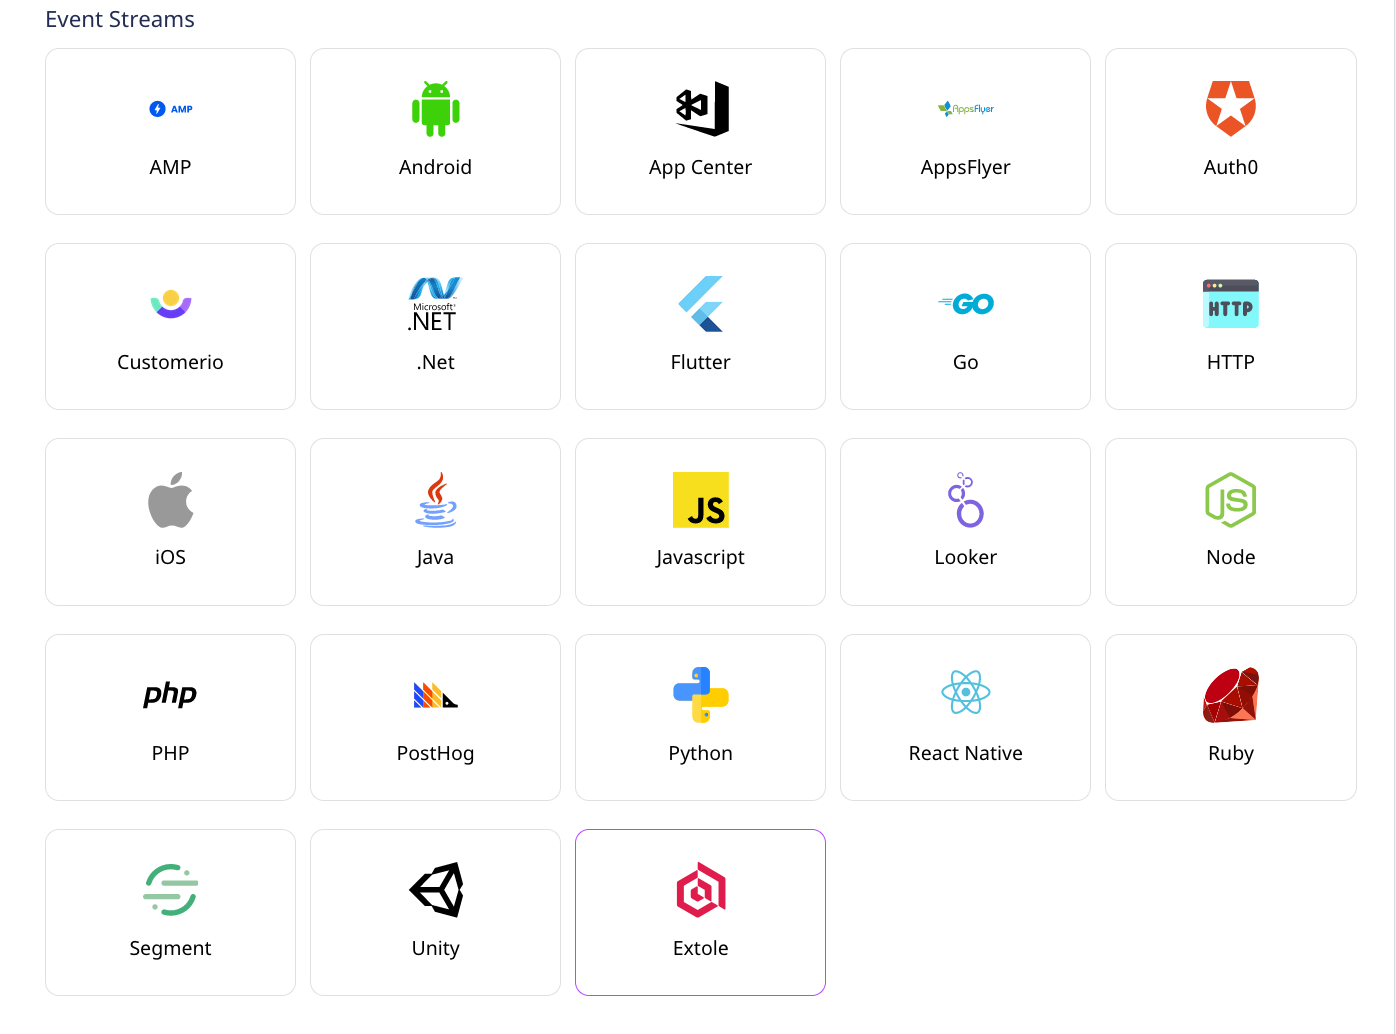 Event Streams
AMP
AppsFlyer
AMP
Android
App Center
AppsFlyer
Auth0
Microsoft
.NET
GO
HTTP
Customerio
.Net
Flutter
Go
HTTP
JS
JS
iOS
Java
Javascript
Looker
Node
php
PHP
PostHog
Python
React Native
Ruby
Segment
Unity
Extole